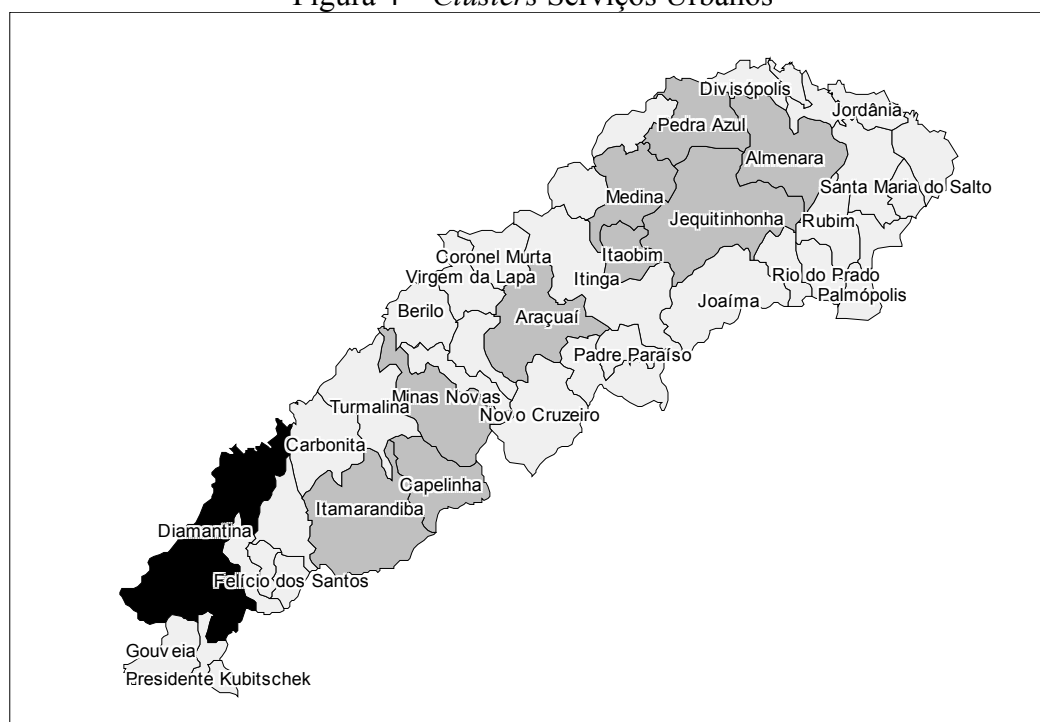 Figura 4 – Clusters Serviços Urbanos
Divisópolis
Jordânia
Pedra Azul
Almenara
Santa Maria do Salto
Medina
Jequitinhonha
Rubim
Coronel Murta
Itaobim
Virgem da Lapa
Itinga
Rio do Prado
Palmópolis
Joaíma
Berilo
Araçuaí
Padre Paraíso
Minas Novas
Turmalina
Novo Cruzeiro
Carbonita
Capelinha
Itamarandiba
Diamantina
Felício dos Santos
Gouveia
Presidente Kubitschek